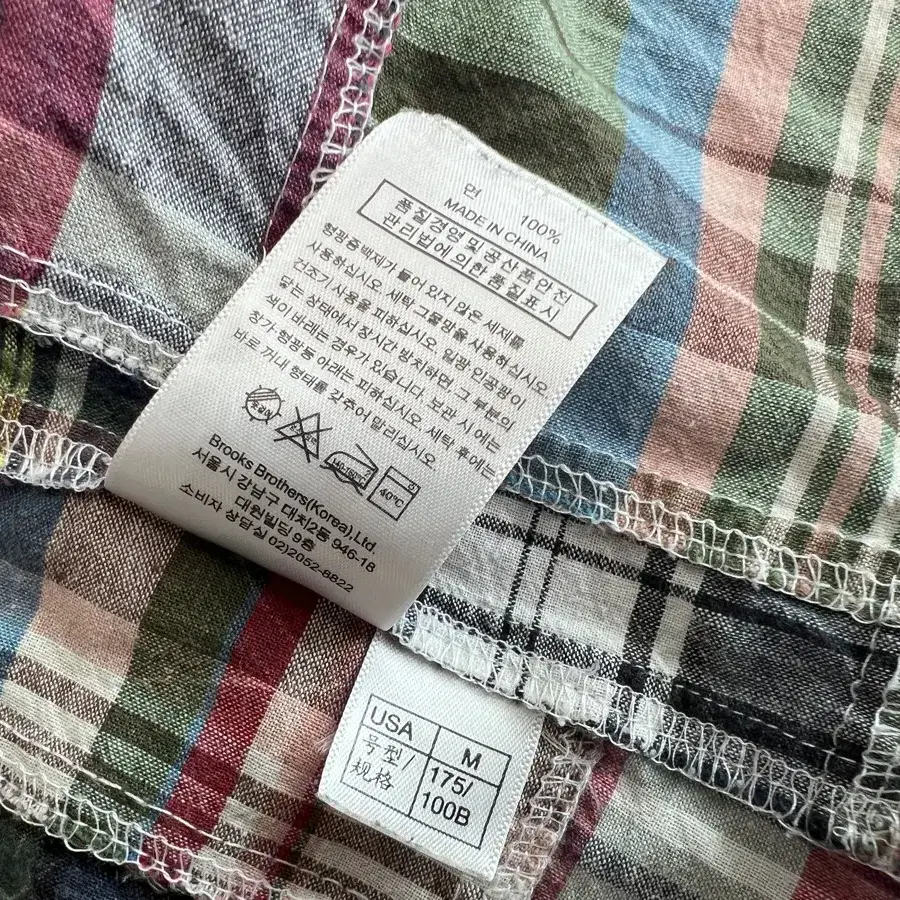 면 100%
MADE IN CHINA
품질경영및공산품안전
관리법에의한품질표시
형광증백제가 들어 있지 않은 세제를
사용하십시오. 세탁 그물망을 사용하십시오
건조기 사용을 피하십시오. 일광, 인공광이
닿는 상태에서 장시간 방치하면, 그 부분의
색이 바래는 경우가 있습니다. 보관 시에는
장기·형광등 아래는 피하십시오. 세탁 후에는
바로 꺼내 형태를 갖추어 말리십시오
40℃
Brooks Brothers(Korea),Ltd.
서울시 강남구 대치2동 946-18
대원빌딩 9층
소비자 상담실 02)2052-8822
USA M
号型/ 175/
规格 100B